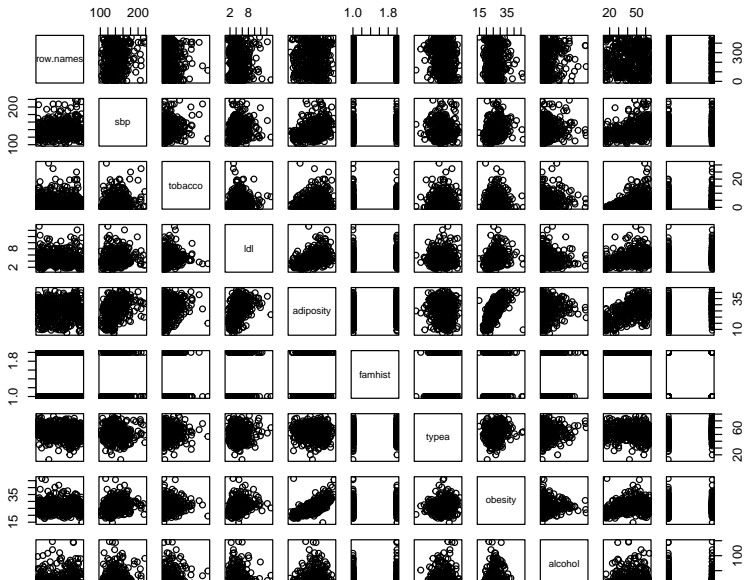 100 200 2 8 1.0 1.8 15 35 20 50
row.names 0 300
100 200 sbp
tobacco 0 20
2 8 ldl
adiposity 10 35
1.0 1.8 famhist
typea 20 60
15 35 obesity
alcohol 100